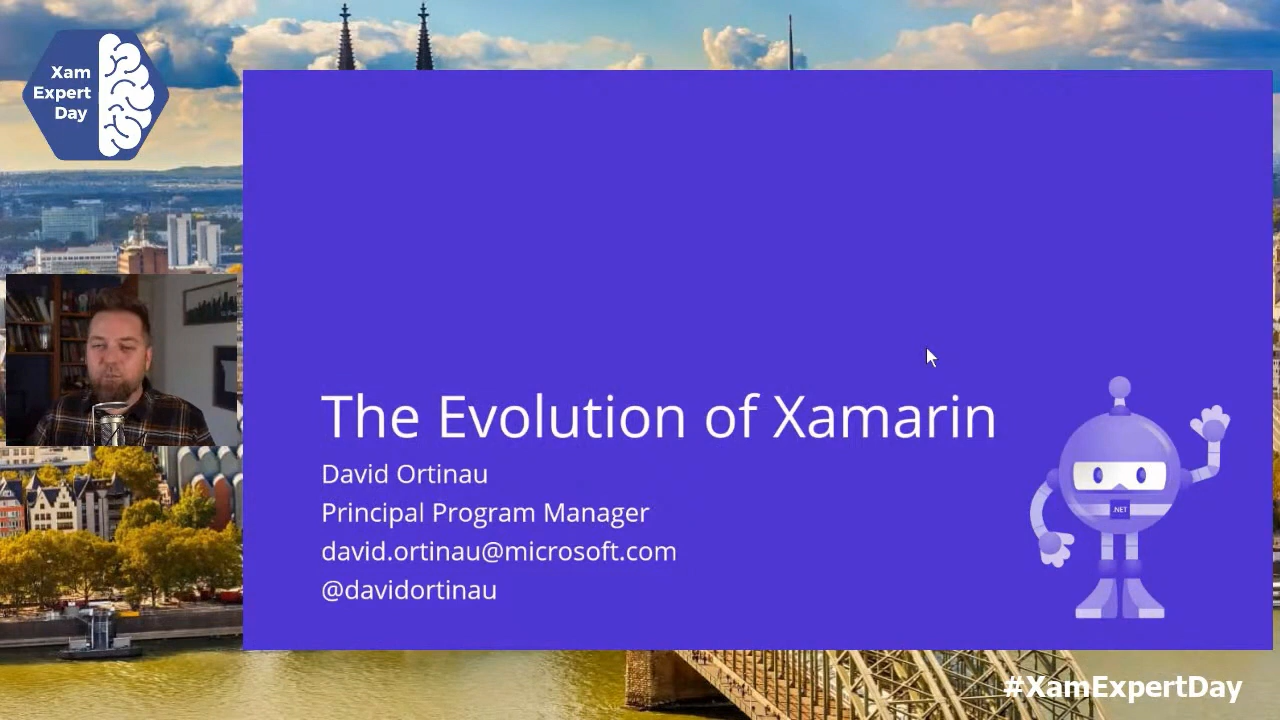 Xam
Expert
Day
The Evolution of Xamarin
David Ortinau
Principal Program Manager
david.ortinau@microsoft.com
@davidortinau
.NET
#XamExpertDay